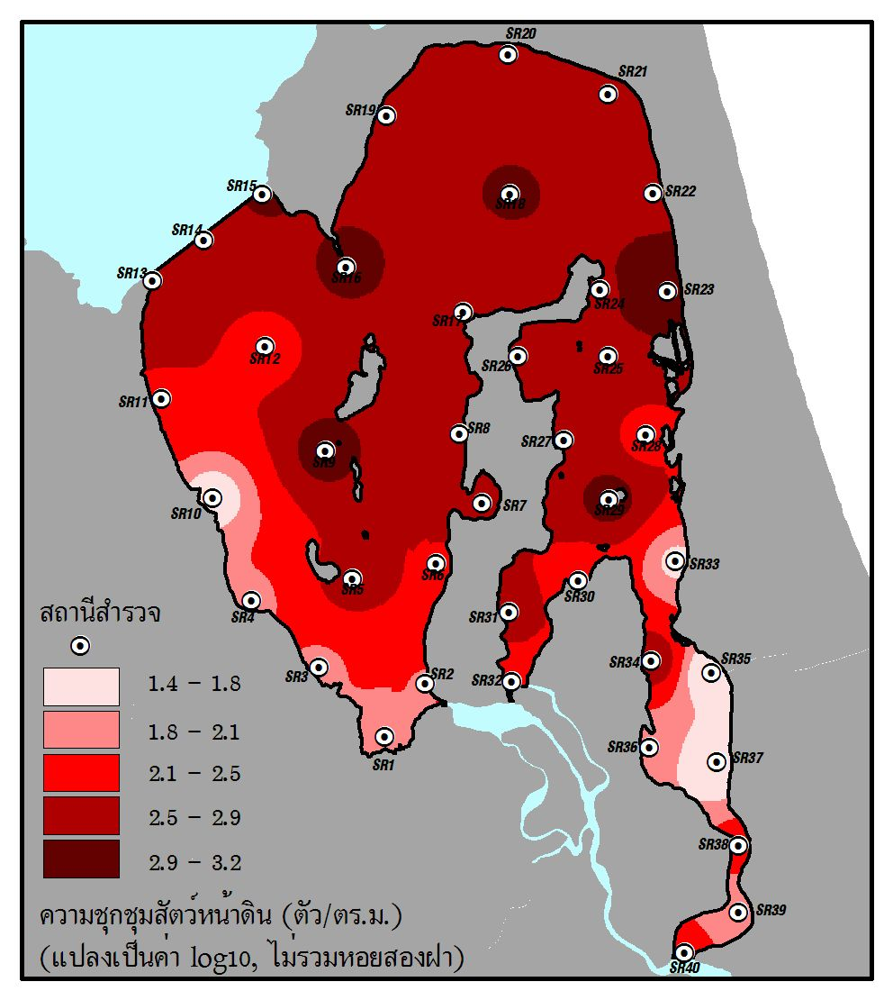 SR20
SR21
SR19
SR15
SR22
SR18
SR14
SR13
SR16
SR23
SR24
SR17
SR12
SR26
SR25
SR11
SR8
SR27
SR28
SR9
SR10
SR7
SR29
SR33
SR6
SR5
SR30
SR4
สถานีสำรวจ
SR31
SR35
SR34
SR3
SR2
SR32
1.4 – 1.8
1.8 – 2.1
SR36
SR37
SR1
2.1 – 2.5
2.5 – 2.9
SR38
2.9 – 3.2
SR39
ความชุกชุมสัตว์หน้าดิน (ตัว/ตร.ม.)
(แปลงเป็นค่า log10, ไม่รวมหอยสองฝา)
SR40